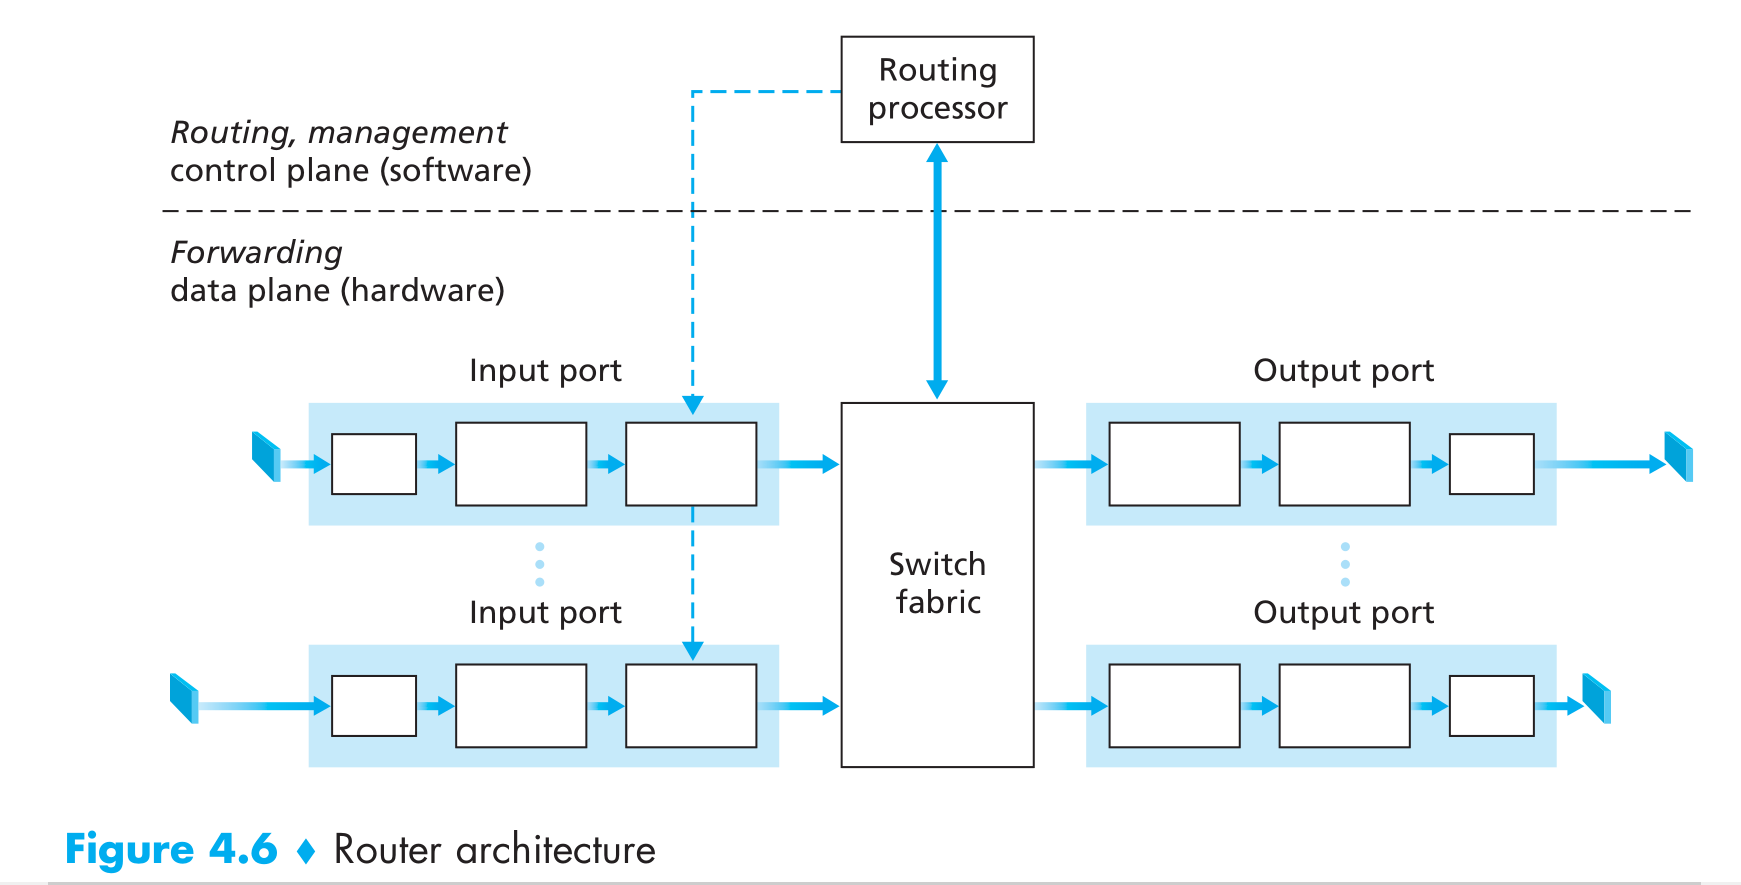 Routing
processor
Routing, management
control plane (software)
Forwarding
data plane (hardware)
Input port
Output port
Switch
fabric
Input port
Output port
Figure 4.6 ♦ Router architecture